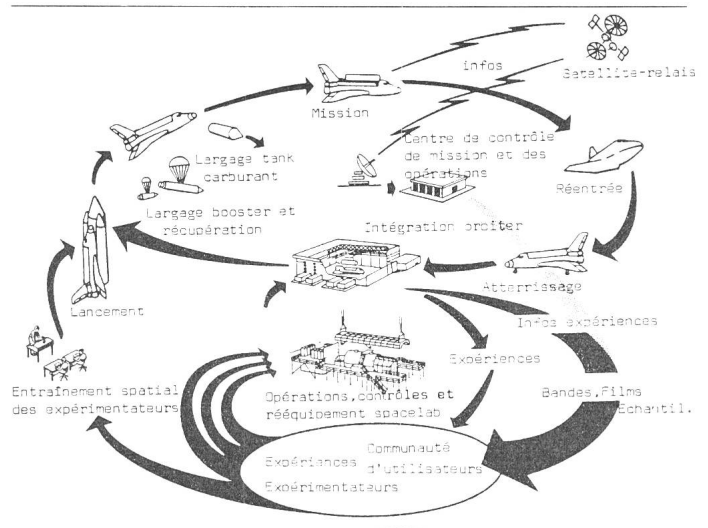 infos
Satellite-relais
Mission
Centre de contrôle
de mission et des
opérations
Largage tank
carburant
Réentrée
Largage booster et
récupération
Intégration orbiter
Atterrissage
Lancement
Infos expériences
Expériences
Entraînement spatial
des expérimentateurs
Opérations,contrôles et
rééquipement spacelab
Bandes,Films
Echantil.
Communauté
d'utilisateurs
Expériences
Expérimentateurs